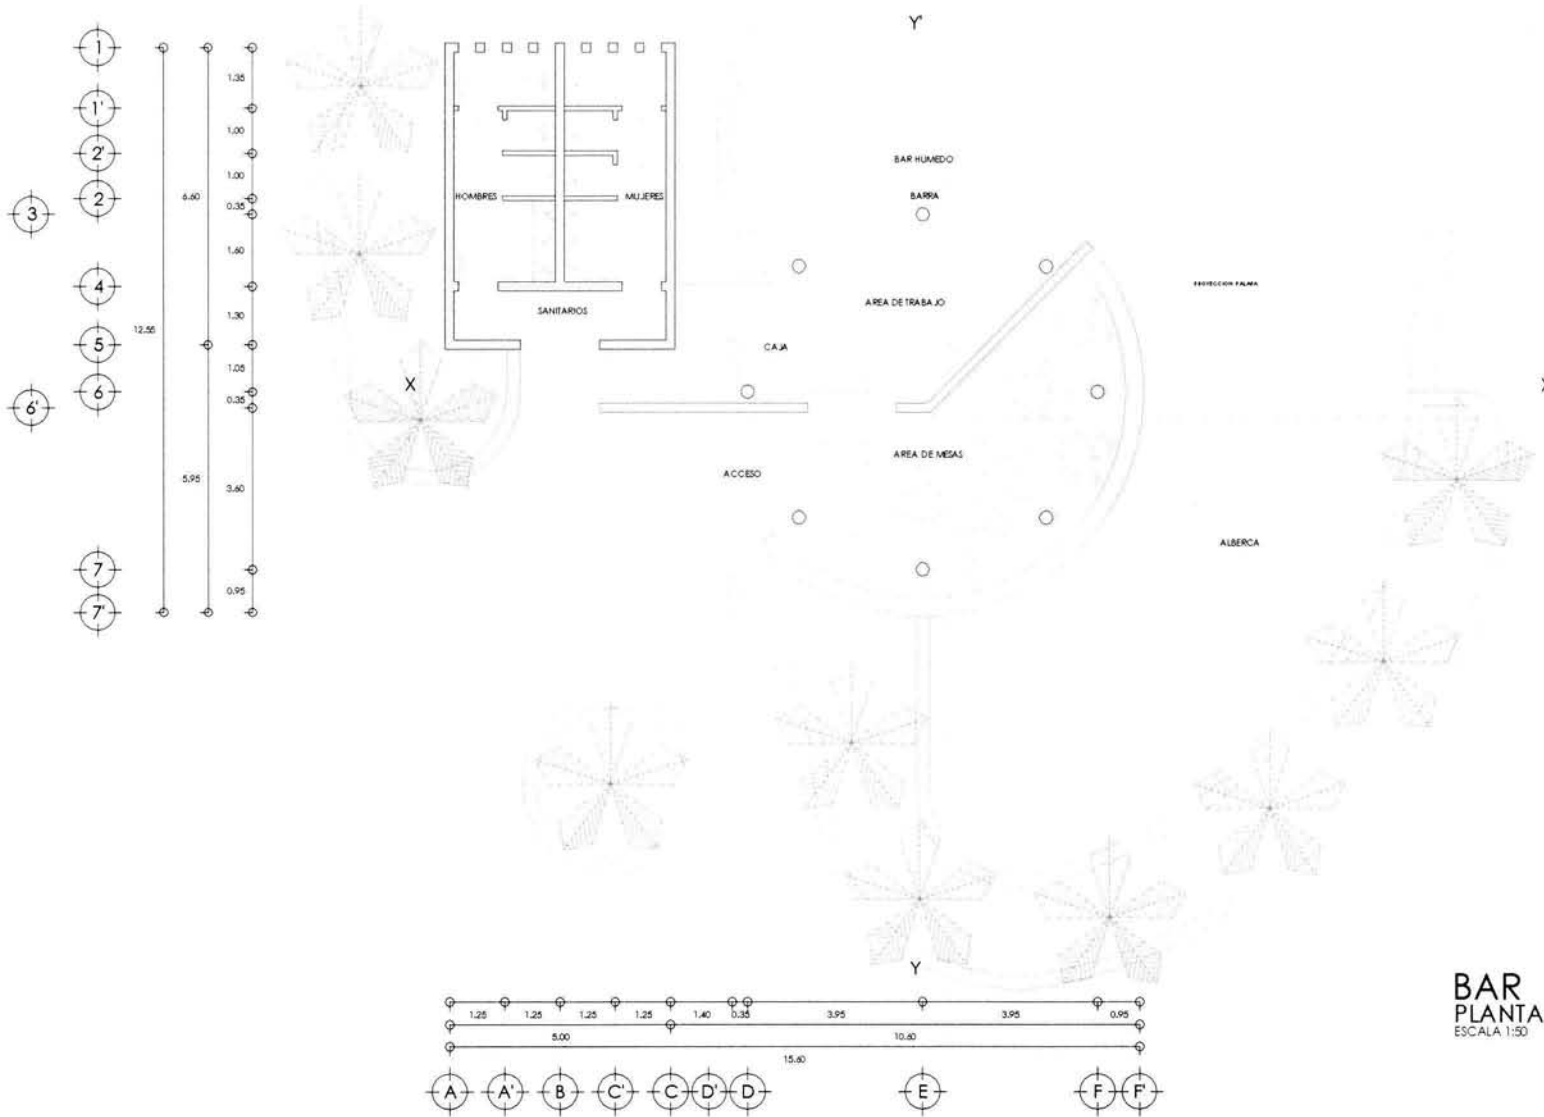 Y'
1
1'
2'
2
3
4
5
6
6'
7
7'
1.35
1.00
1.00
0.35
1.60
1.30
1.05
0.35
3.60
0.95
6.60
5.95
12.55
HOMBRES
MUJERES
SANITARIOS
BAR HUMEDO
BARRA
AREA DE TRABAJO
CAJA
PROYECCION PALAPA
X
AREA DE MESAS
ACCESO
ALBERCA
Y
1.25 1.25 1.25 1.25 1.40 0.35 3.95 3.95 0.95
5.00 10.60
15.60
A A' B C' C D' D E F F'
BAR
PLANTA
ESCALA 1:50